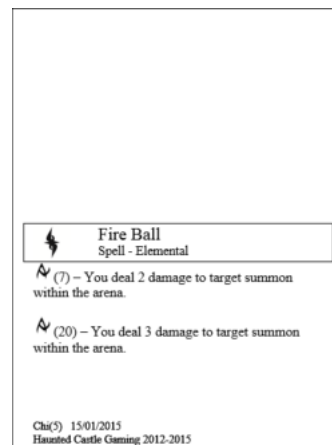 Fire Ball
Spell - Elemental
(7) – You deal 2 damage to target summon
within the arena.
(20) – You deal 3 damage to target summon
within the arena.
Chi(5) 15/01/2015
Haunted Castle Gaming 2012-2015